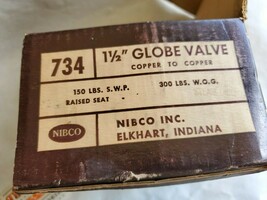 734 1½" GLOBE VALVE
COPPER TO COPPER
150 LBS. S.W.P. 300 LBS. W.O.G.
RAISED SEAT
NIBCO NIBCO INC.
ELKHART, INDIANA